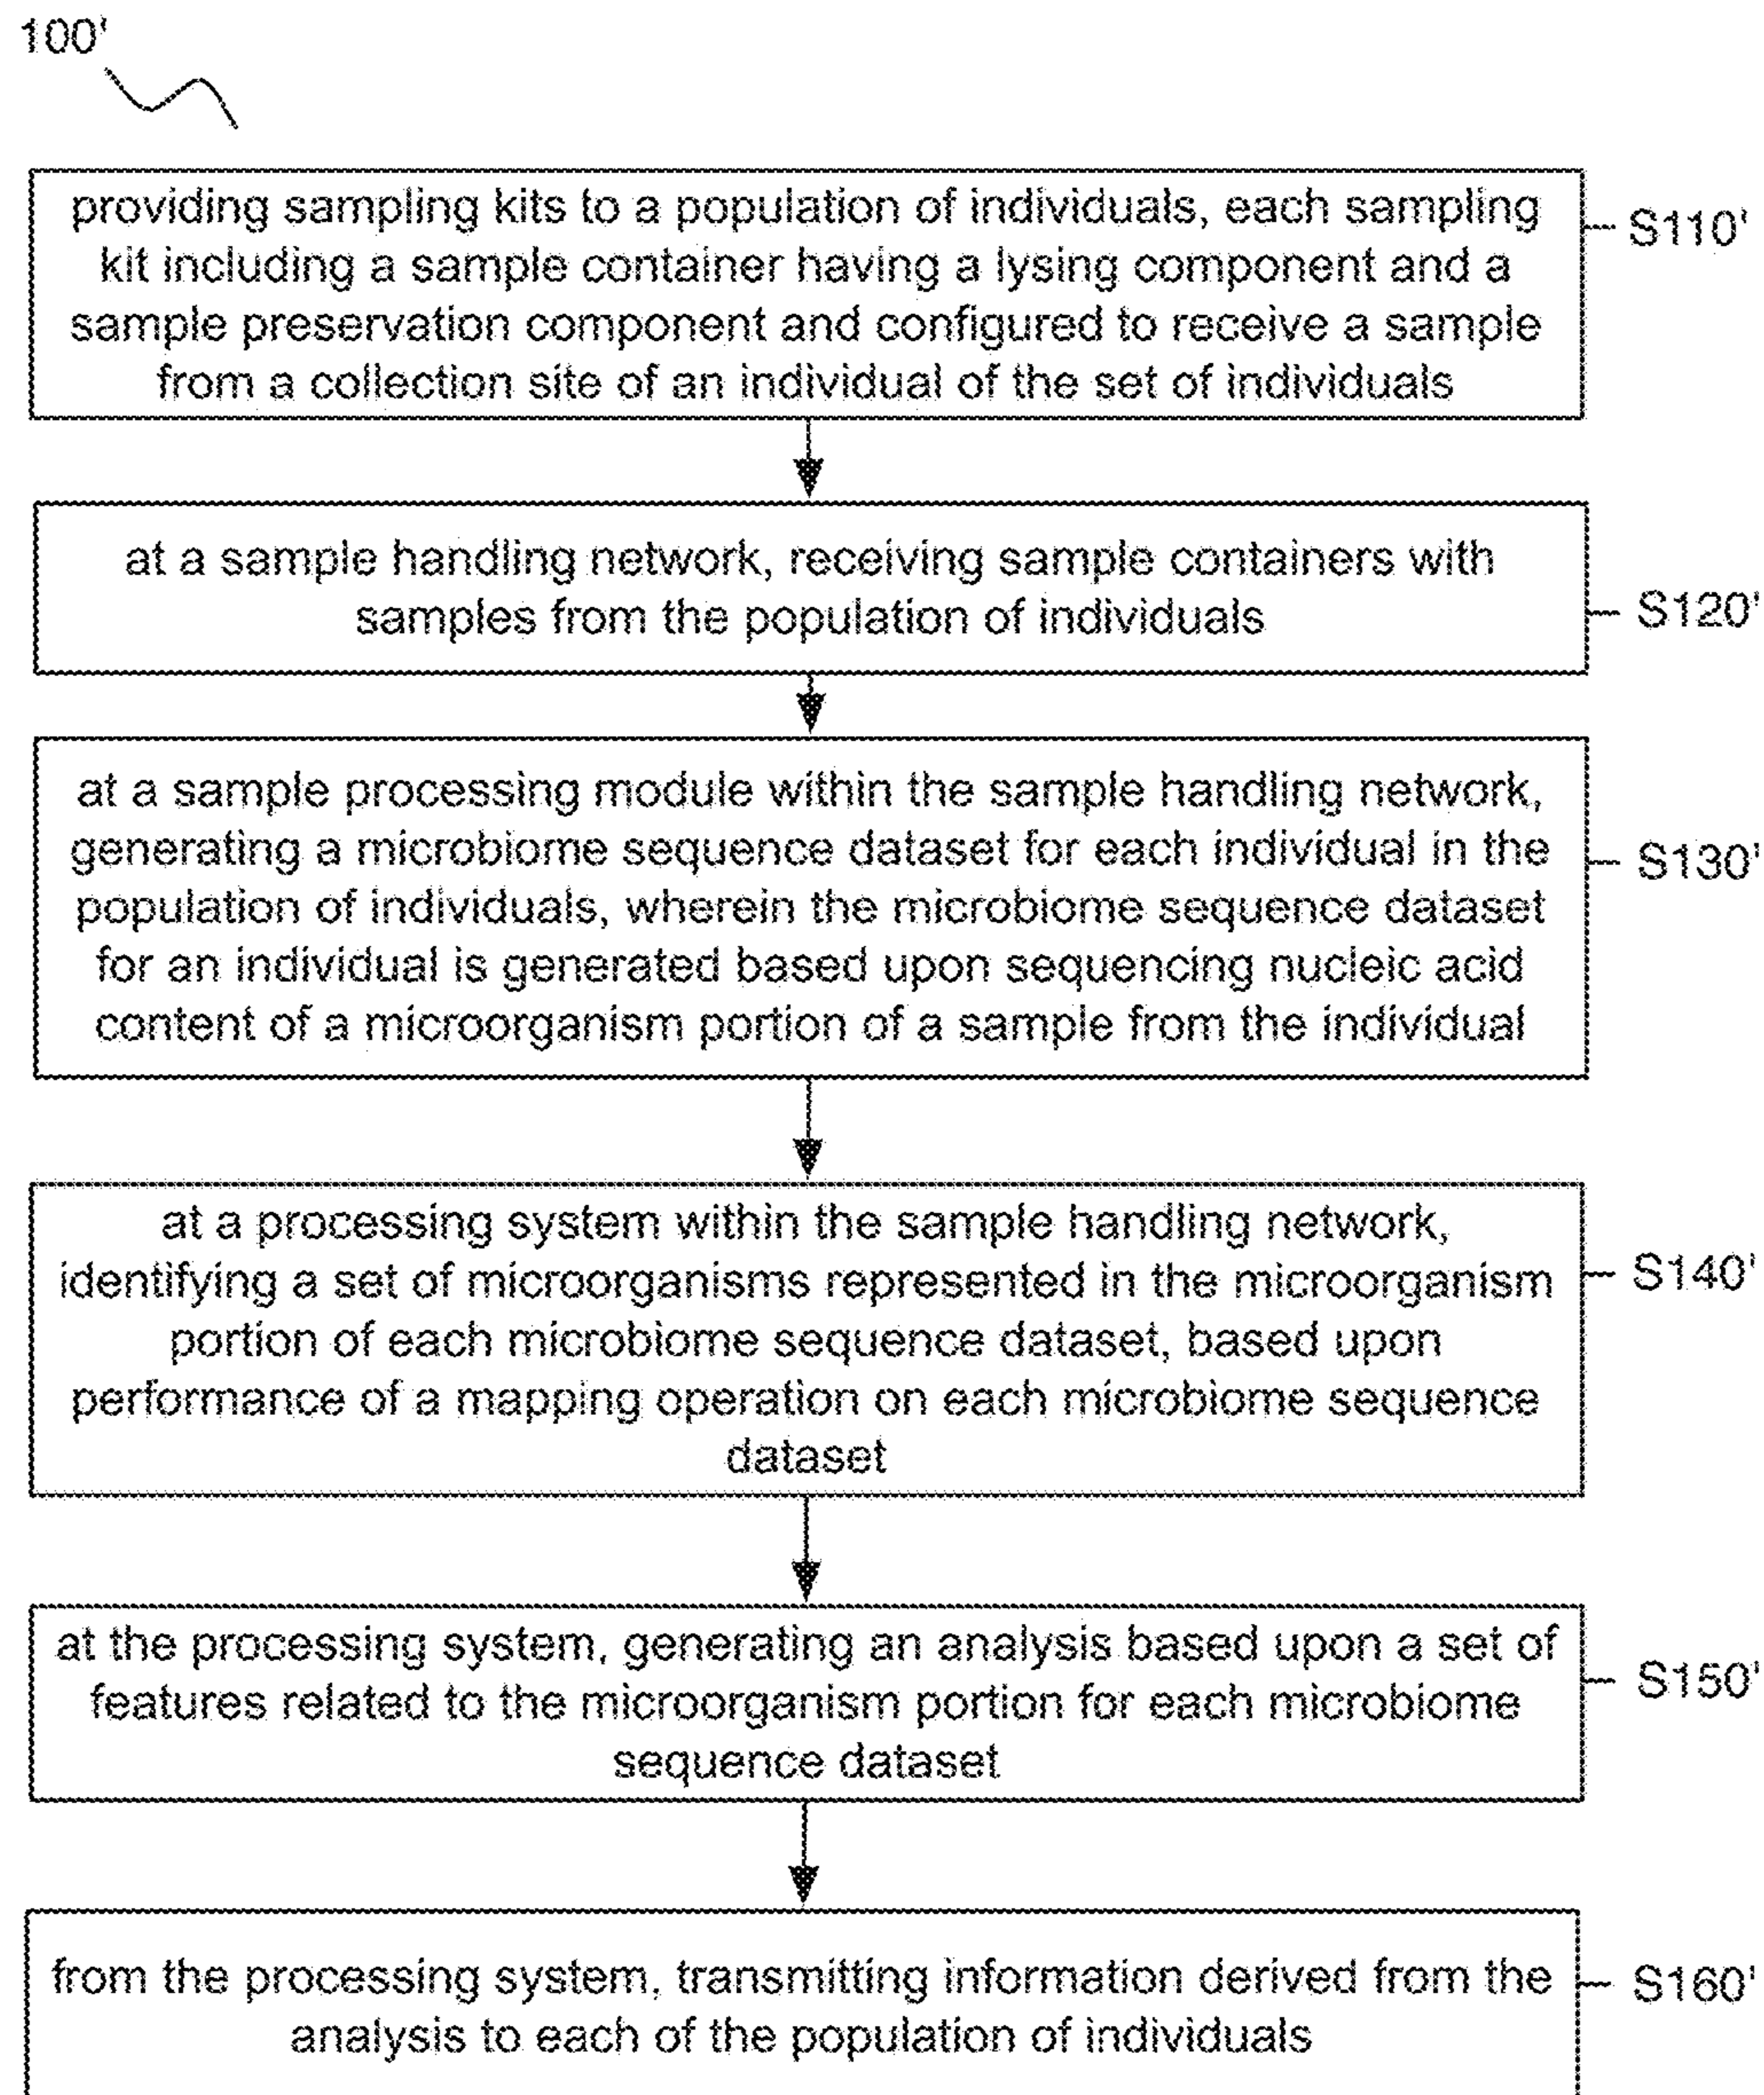 100'
providing sampling kits to a population of individuals, each sampling
kit including a sample container having a lysing component and a
sample preservation component and configured to receive a sample
from a collection site of an individual of the set of individuals
S110'
at a sample handling network, receiving sample containers with
samples from the population of individuals
S120'
at a sample processing module within the sample handling network,
generating a microbiome sequence dataset for each individual in the
population of individuals, wherein the microbiome sequence dataset
for an individual is generated based upon sequencing nucleic acid
content of a microorganism portion of a sample from the individual
S130'
at a processing system within the sample handling network,
identifying a set of microorganisms represented in the microorganism
portion of each microbiome sequence dataset, based upon
performance of a mapping operation on each microbiome sequence
dataset
S140'
at the processing system, generating an analysis based upon a set of
features related to the microorganism portion for each microbiome
sequence dataset
S150'
from the processing system, transmitting information derived from the
analysis to each of the population of individuals
S160'